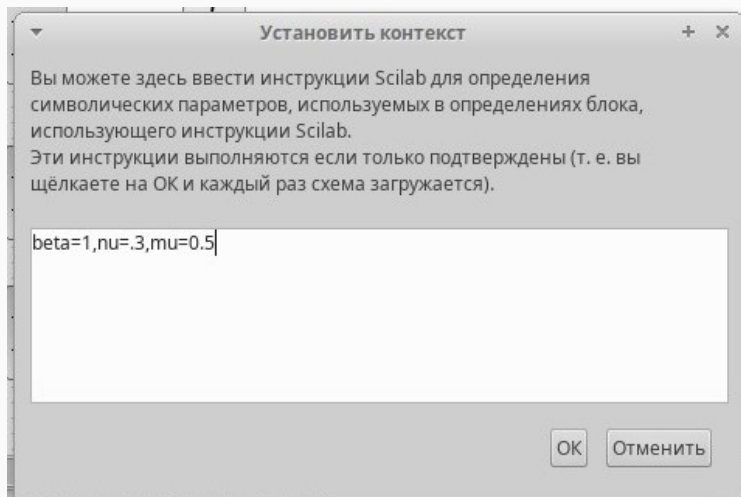 Установить контекст
Вы можете здесь ввести инструкции Scilab для определения
символических параметров, используемых в определениях блока,
использующего инструкции Scilab.
Эти инструкции выполняются если только подтверждены (т. е. вы
щёлкаете на ОК и каждый раз схема загружается).
beta=1,nu=.3,mu=0.5
ОК Отменить